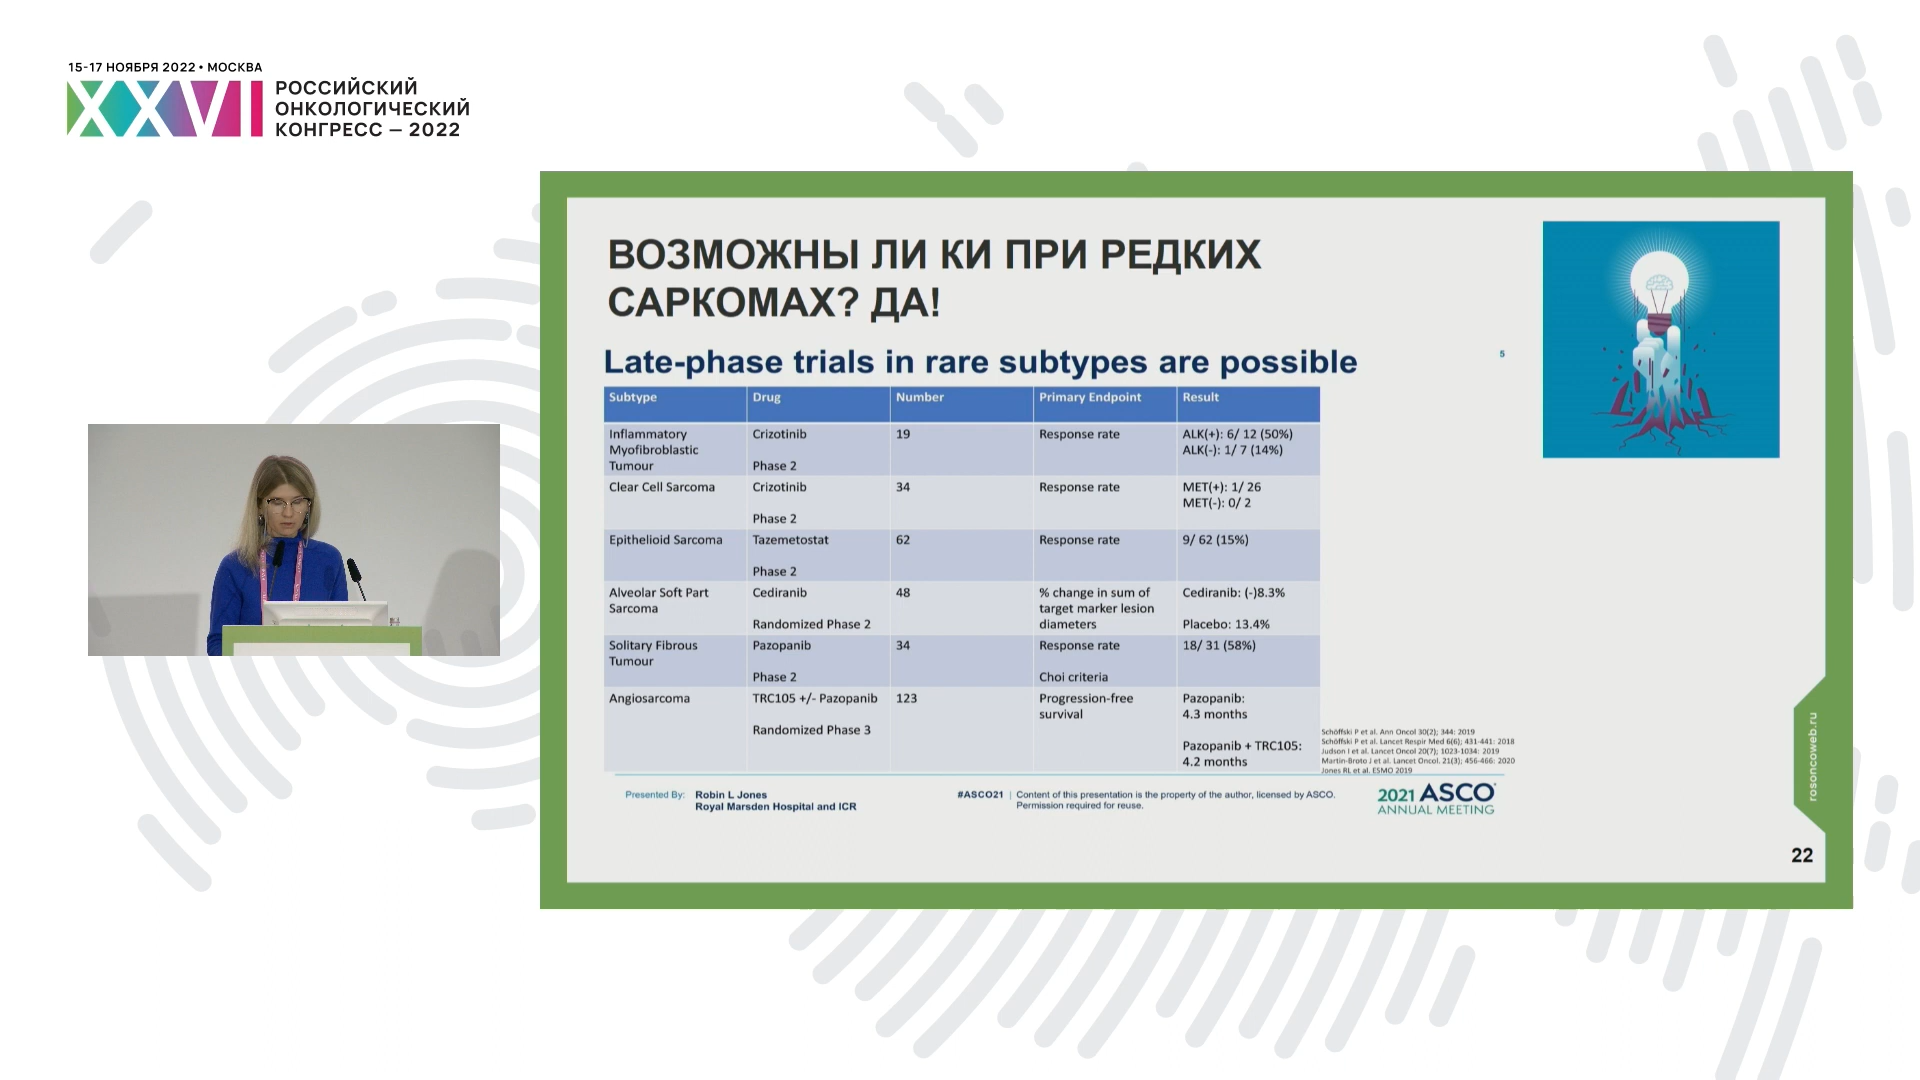 15-17 НОЯБРЯ 2022 • МОСКВА
XXVI
РОССИЙСКИЙ
ОНКОЛОГИЧЕСКИЙ
КОНГРЕСС — 2022
ВОЗМОЖНЫ ЛИ КИ ПРИ РЕДКИХ
САРКОМАХ? ДА!
Late-phase trials in rare subtypes are possible
5
Subtype Drug Number Primary Endpoint Result
Inflammatory Myofibroblastic Tumour Crizotinib Phase 2 19 Response rate ALK(+): 6/ 12 (50%) ALK(-): 1/ 7 (14%)
Clear Cell Sarcoma Crizotinib Phase 2 34 Response rate MET(+): 1/ 26 MET(-): 0/ 2
Epithelioid Sarcoma Tazemetostat Phase 2 62 Response rate 9/ 62 (15%)
Alveolar Soft Part Sarcoma Cediranib Randomized Phase 2 48 % change in sum of target marker lesion diameters Cediranib: (-)8.3% Placebo: 13.4%
Solitary Fibrous Tumour Pazopanib Phase 2 34 Response rate Choi criteria 18/ 31 (58%)
Angiosarcoma TRC105 +/- Pazopanib Randomized Phase 3 123 Progression-free survival Pazopanib: 4.3 months Pazopanib + TRC105: 4.2 months
Schöffski P et al. Ann Oncol 30(2); 344: 2019
Schöffski P et al. Lancet Respir Med 6(6); 431-441: 2018
Judson I et al. Lancet Oncol 20(7); 1023-1034: 2019
Martin-Broto J et al. Lancet Oncol. 21(3); 456-466: 2020
Jones RL et al. ESMO 2019
Presented By: Robin L Jones
Royal Marsden Hospital and ICR
#ASCO21 | Content of this presentation is the property of the author, licensed by ASCO.
Permission required for reuse.
2021 ASCO
ANNUAL MEETING
rosoncoweb.ru
22